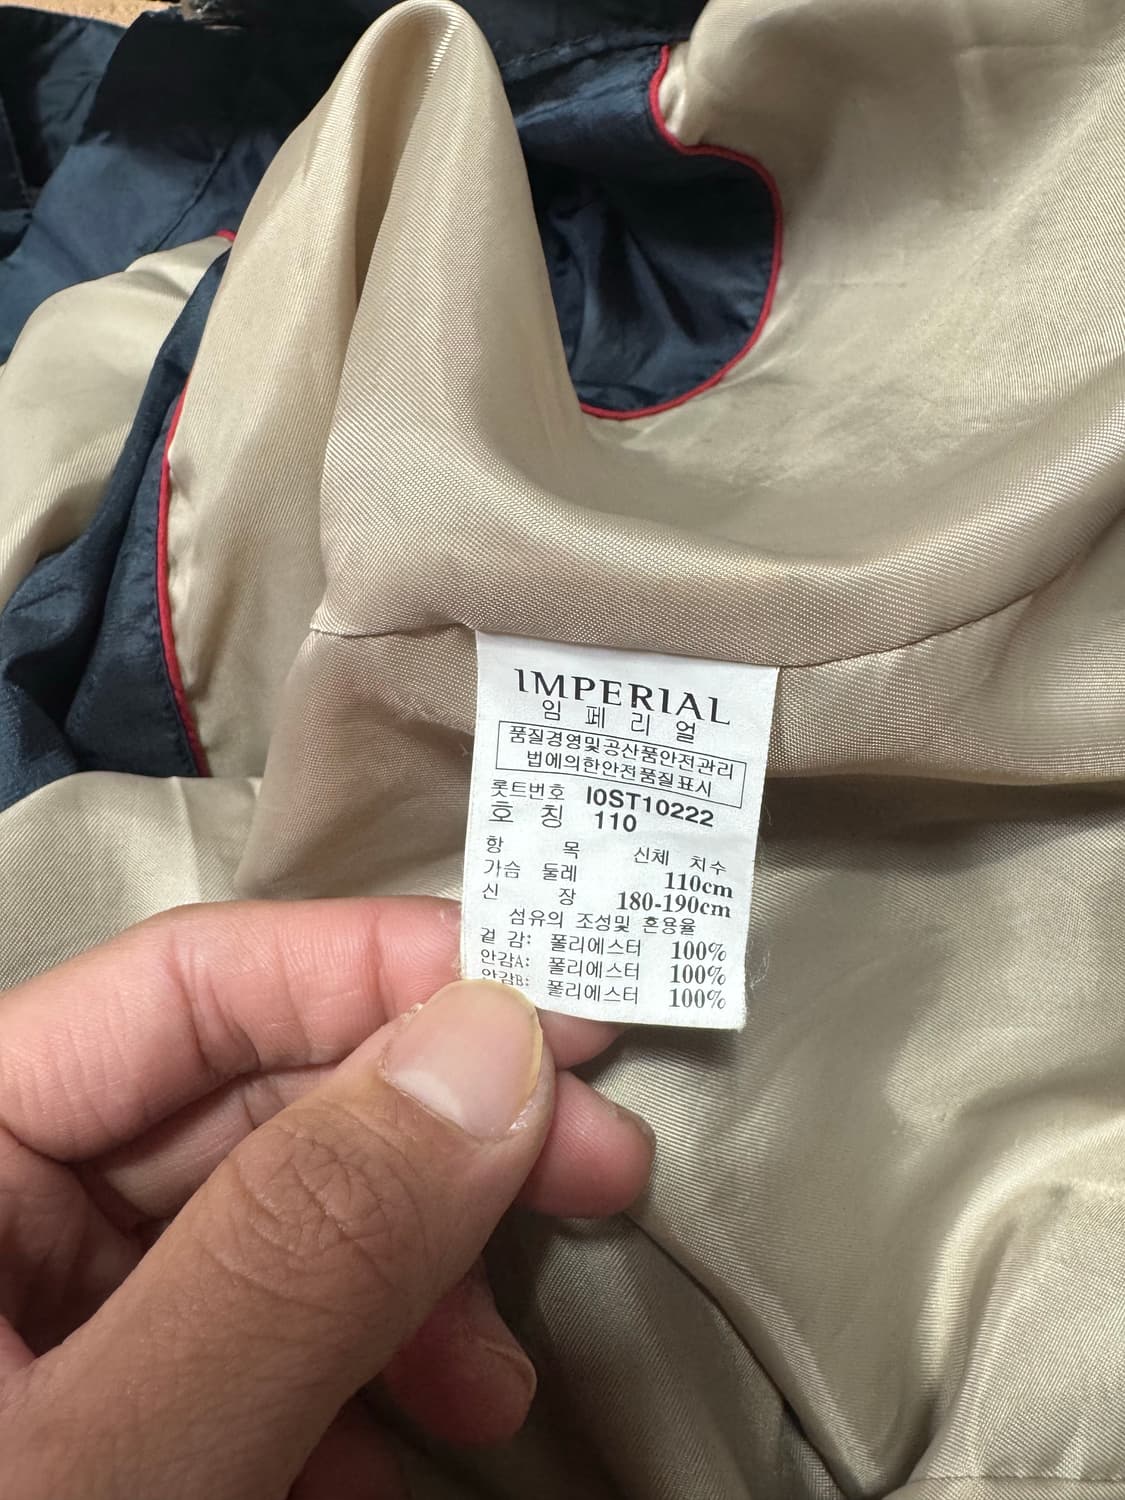 IMPERIAL
임 페 리 얼
품질경영및공산품안전관리
법에의한안전품질표시
롯트번호 I0ST10222
호 칭 110
항 목 신체 치수
가슴 둘레 110cm
신 장 180-190cm
섬유의 조성및 혼용율
겉 감: 폴리에스터 100%
안감A: 폴리에스터 100%
안감B: 폴리에스터 100%